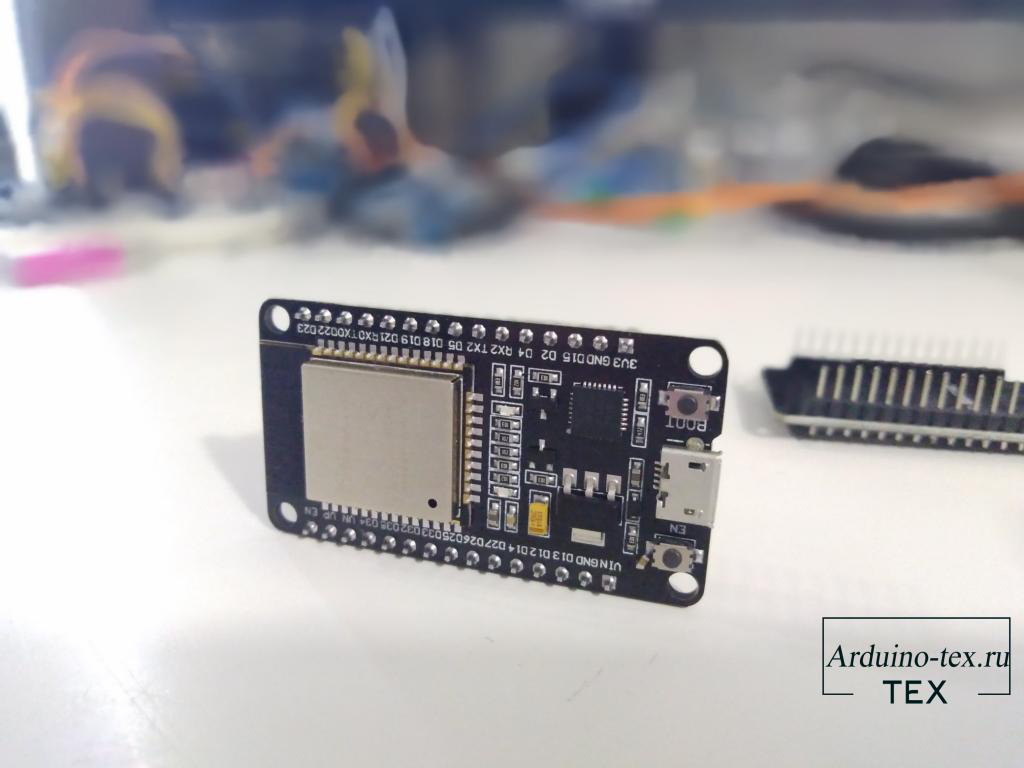 D23 D22 TX0 RX0 D21 D19 D18 D5 TX2 RX2 D4 D2 D15 GND 3V3
BOOT
EN
EN VP VN D34 D35 D32 D33 D25 D26 D27 D14 D12 D13 GND VIN
Arduino-tex.ru
TEX